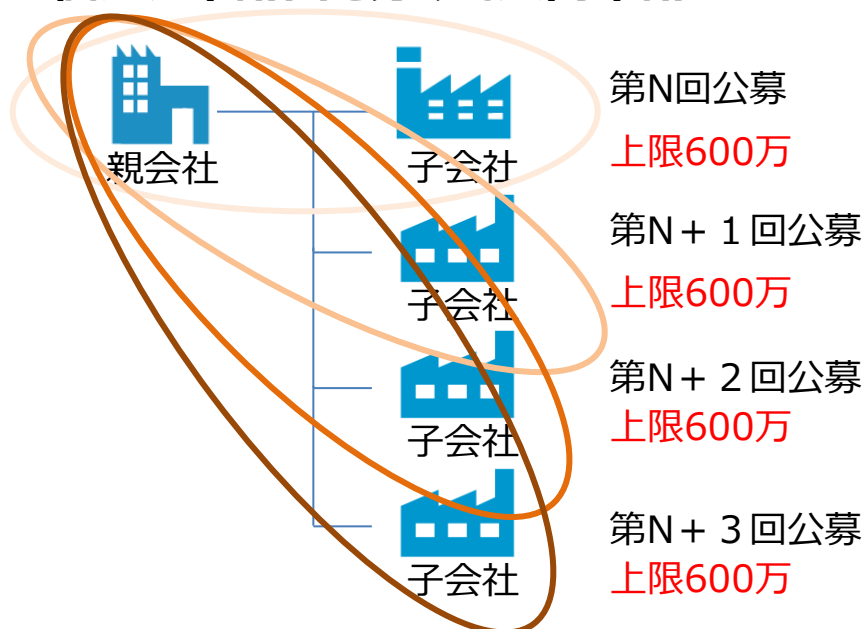 親会社
子会社
第N回公募
上限600万
子会社
第N+１回公募
上限600万
子会社
第N+２回公募
上限600万
子会社
第N+３回公募
上限600万